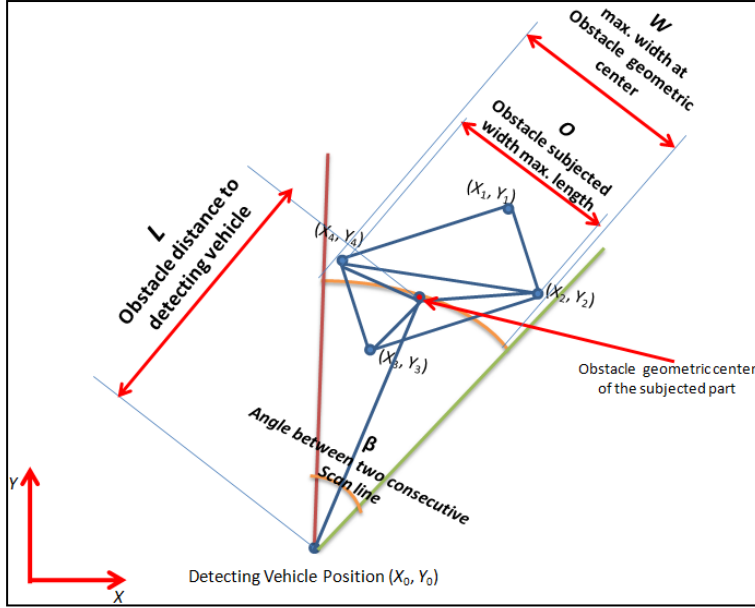 W
max. width at
Obstacle geometric
center
O
Obstacle subjected
width max. length
L
Obstacle distance to
detecting vehicle
(X₁, Y₁)
(X₄, Y₄)
(X₂, Y₂)
(X₃, Y₃)
Obstacle geometric center
of the subjected part
β
Angle between two consecutive
Scan line
Y
X
Detecting Vehicle Position (X₀, Y₀)